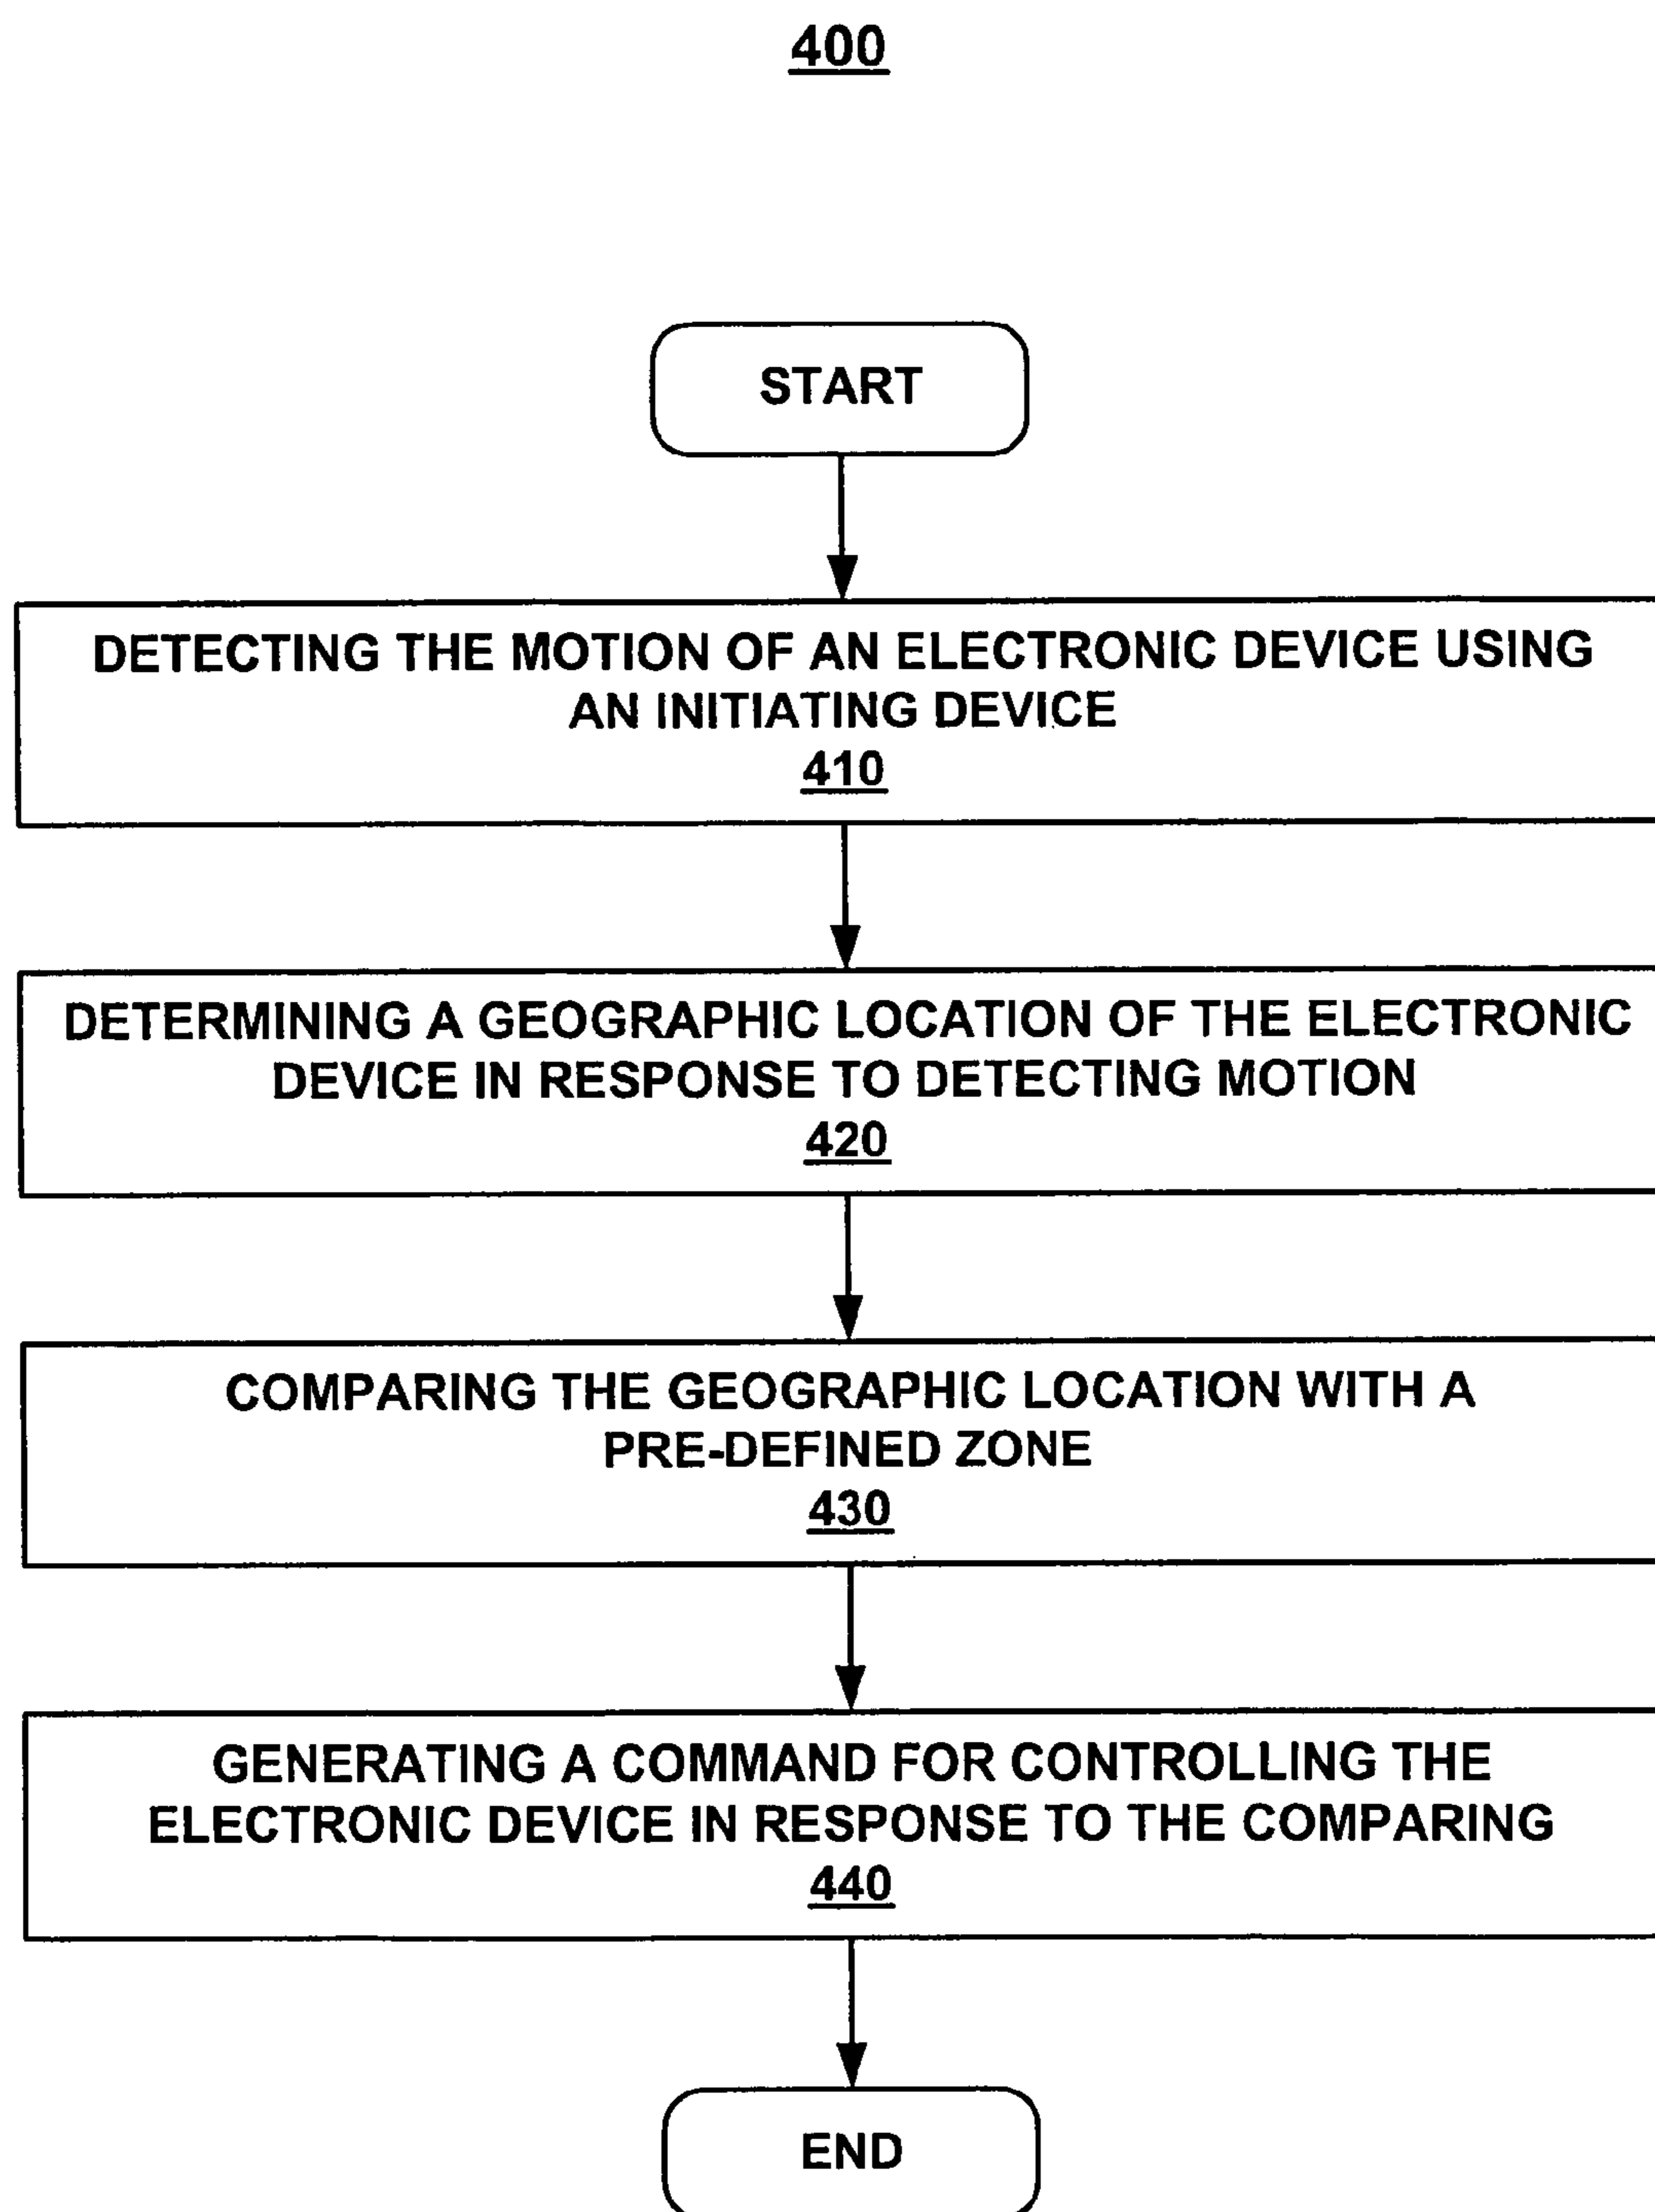 400
START
DETECTING THE MOTION OF AN ELECTRONIC DEVICE USING
AN INITIATING DEVICE
410
DETERMINING A GEOGRAPHIC LOCATION OF THE ELECTRONIC
DEVICE IN RESPONSE TO DETECTING MOTION
420
COMPARING THE GEOGRAPHIC LOCATION WITH A
PRE-DEFINED ZONE
430
GENERATING A COMMAND FOR CONTROLLING THE
ELECTRONIC DEVICE IN RESPONSE TO THE COMPARING
440
END